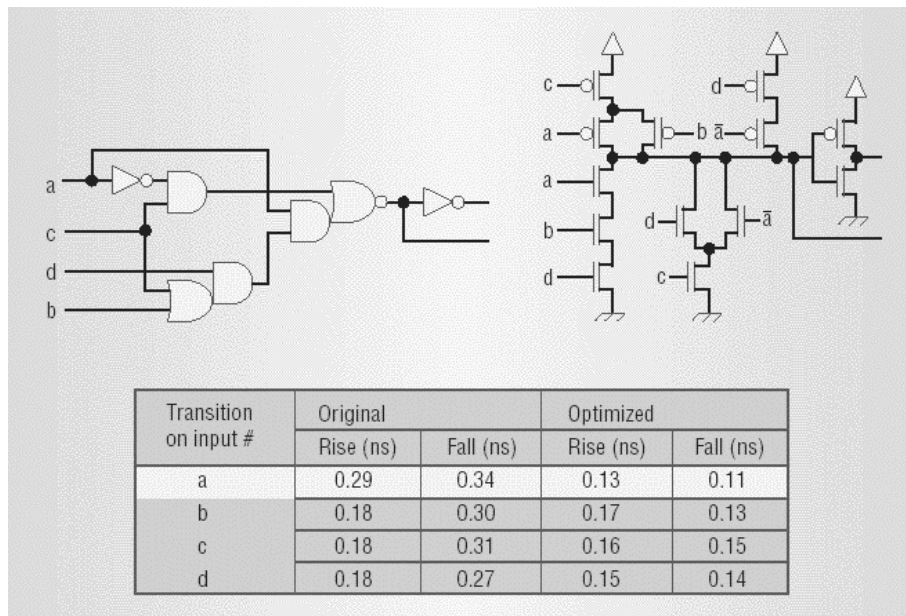 a
c
d
b
c
a
b
a
b
d
d
ā
d
ā
c
Transition on input #
Original
Optimized
Rise (ns) Fall (ns) Rise (ns) Fall (ns)
a 0.29 0.34 0.13 0.11
b 0.18 0.30 0.17 0.13
c 0.18 0.31 0.16 0.15
d 0.18 0.27 0.15 0.14